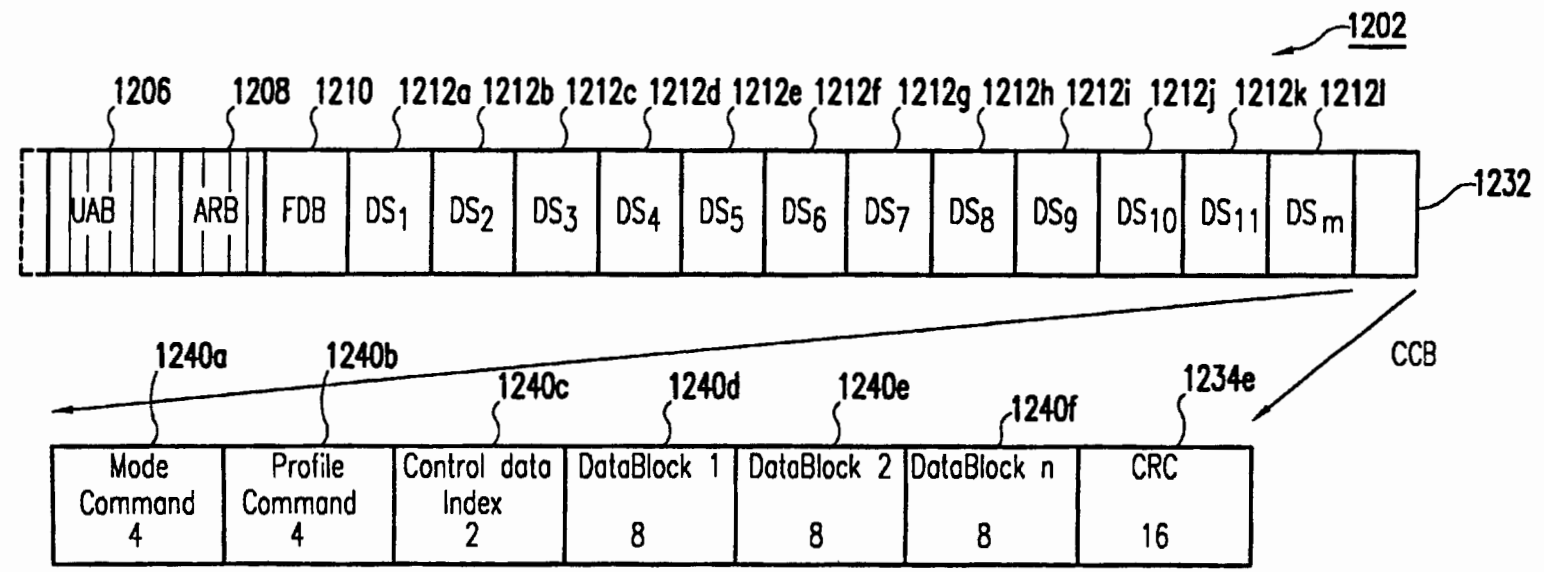 1202
1206 1208 1210 1212a 1212b 1212c 1212d 1212e 1212f 1212g 1212h 1212i 1212j 1212k 1212l
UAB ARB FDB DS1 DS2 DS3 DS4 DS5 DS6 DS7 DS8 DS9 DS10 DS11 DSm
1232
CCB
1240a 1240b 1240c 1240d 1240e 1240f 1234e
Mode Profile Control data DataBlock 1 DataBlock 2 DataBlock n CRC
Command Command Index
4 4 2 8 8 8 16